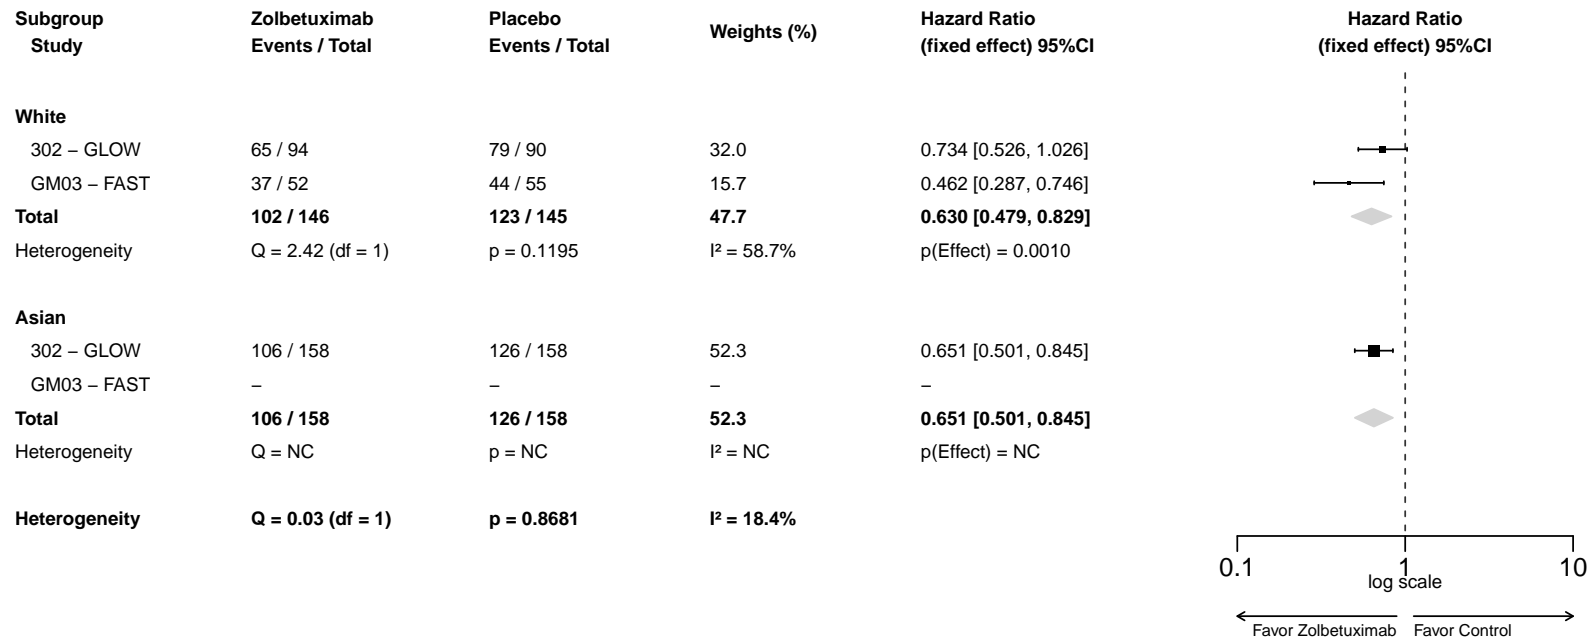 Subgroup Zolbetuximab Placebo Weights (%) Hazard Ratio Hazard Ratio
Study Events / Total Events / Total (fixed effect) 95%CI (fixed effect) 95%CI
White
302 – GLOW 65 / 94 79 / 90 32.0 0.734 [0.526, 1.026]
GM03 – FAST 37 / 52 44 / 55 15.7 0.462 [0.287, 0.746]
Total 102 / 146 123 / 145 47.7 0.630 [0.479, 0.829]
Heterogeneity Q = 2.42 (df = 1) p = 0.1195 I² = 58.7% p(Effect) = 0.0010
Asian
302 – GLOW 106 / 158 126 / 158 52.3 0.651 [0.501, 0.845]
GM03 – FAST – – – –
Total 106 / 158 126 / 158 52.3 0.651 [0.501, 0.845]
Heterogeneity Q = NC p = NC I² = NC p(Effect) = NC
Heterogeneity Q = 0.03 (df = 1) p = 0.8681 I² = 18.4%
0.1 1 10
log scale
Favor Zolbetuximab Favor Control